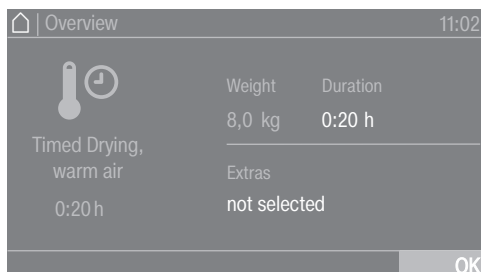 | Overview 11:02
Weight Duration
8,0 kg 0:20 h
Timed Drying,
warm air
0:20 h
Extras
not selected
OK